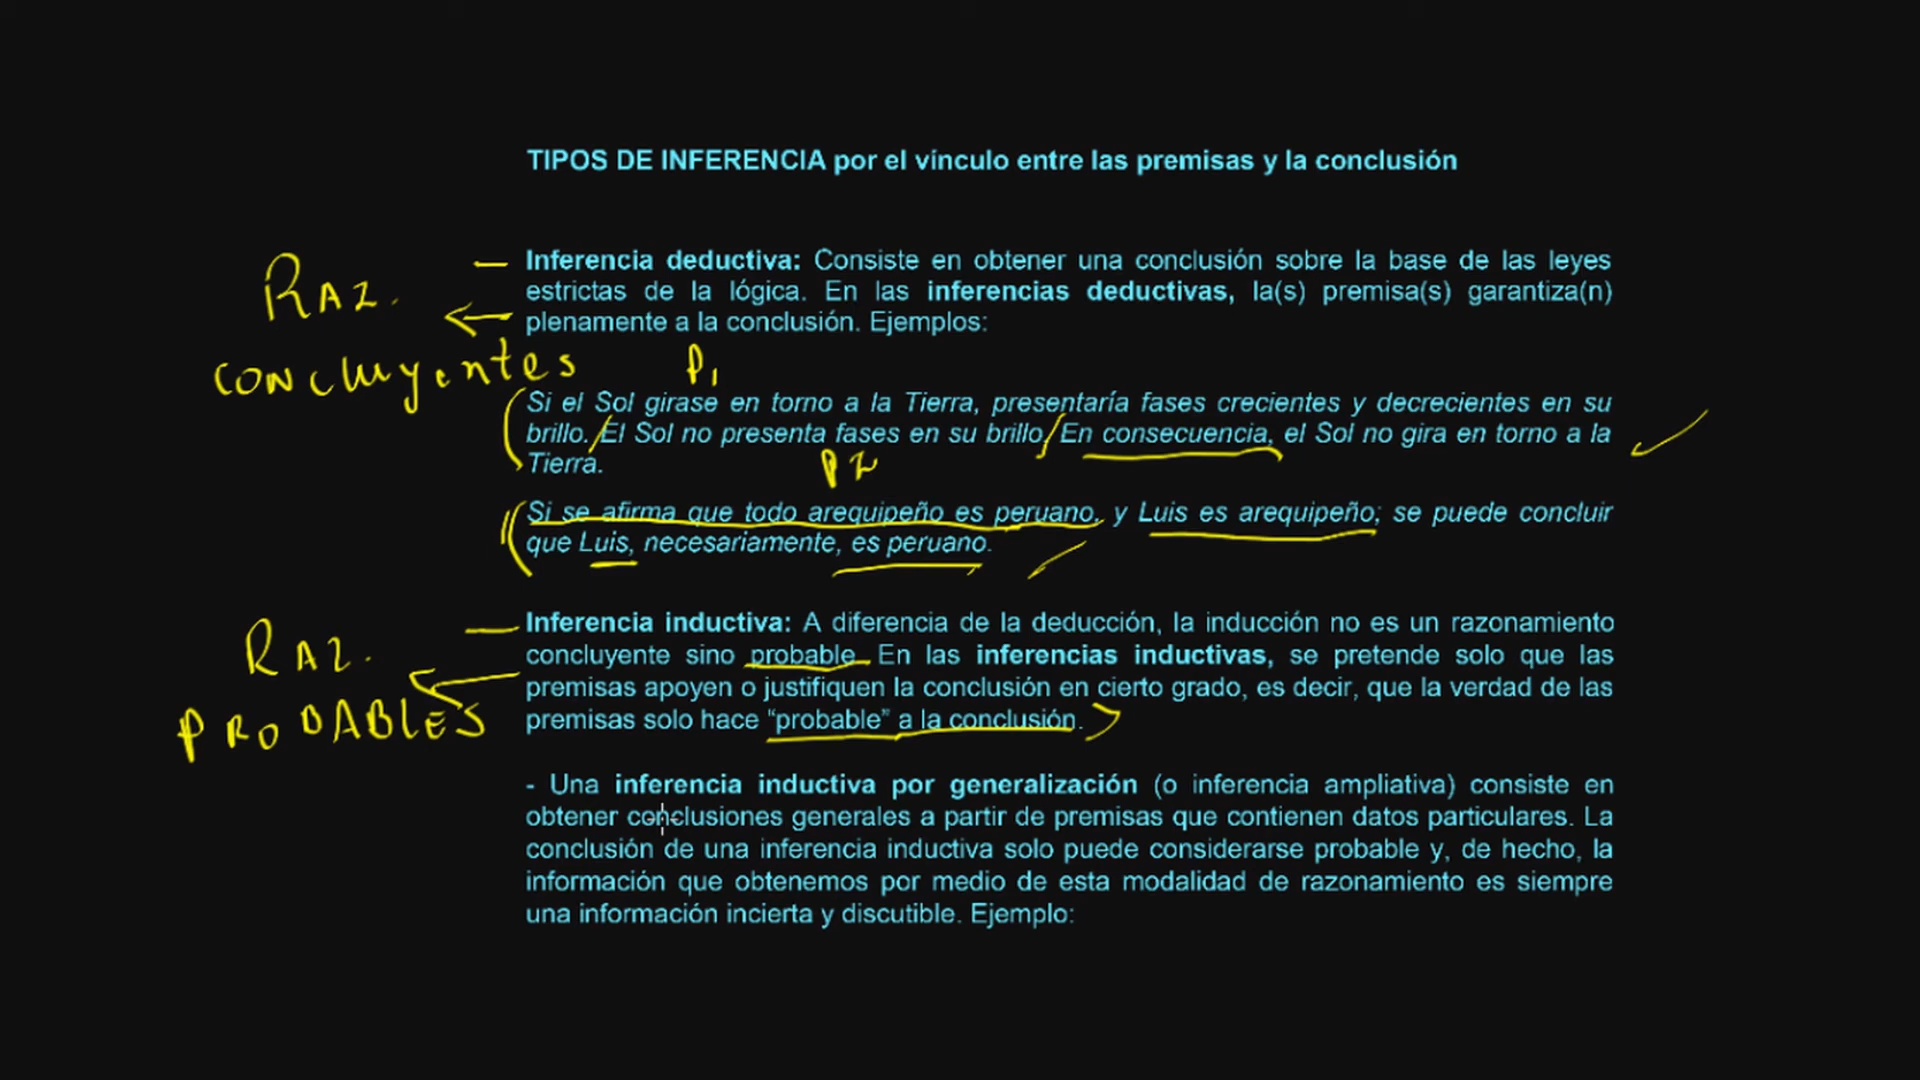 TIPOS DE INFERENCIA por el vínculo entre las premisas y la conclusión
Inferencia deductiva: Consiste en obtener una conclusión sobre la base de las leyes
estrictas de la lógica. En las inferencias deductivas, la(s) premisa(s) garantiza(n)
plenamente a la conclusión. Ejemplos:
RAZ.
CONCluyentes
P1
Si el Sol girase en torno a la Tierra, presentaría fases crecientes y decrecientes en su
brillo. El Sol no presenta fases en su brillo. En consecuencia, el Sol no gira en torno a la
Tierra.
P2
Si se afirma que todo arequipeño es peruano, y Luis es arequipeño; se puede concluir
que Luis, necesariamente, es peruano.
Inferencia inductiva: A diferencia de la deducción, la inducción no es un razonamiento
concluyente sino probable. En las inferencias inductivas, se pretende solo que las
premisas apoyen o justifiquen la conclusión en cierto grado, es decir, que la verdad de las
premisas solo hace “probable” a la conclusión.
RAZ.
PROBABLES
- Una inferencia inductiva por generalización (o inferencia ampliativa) consiste en
obtener conclusiones generales a partir de premisas que contienen datos particulares. La
conclusión de una inferencia inductiva solo puede considerarse probable y, de hecho, la
información que obtenemos por medio de esta modalidad de razonamiento es siempre
una información incierta y discutible. Ejemplo: